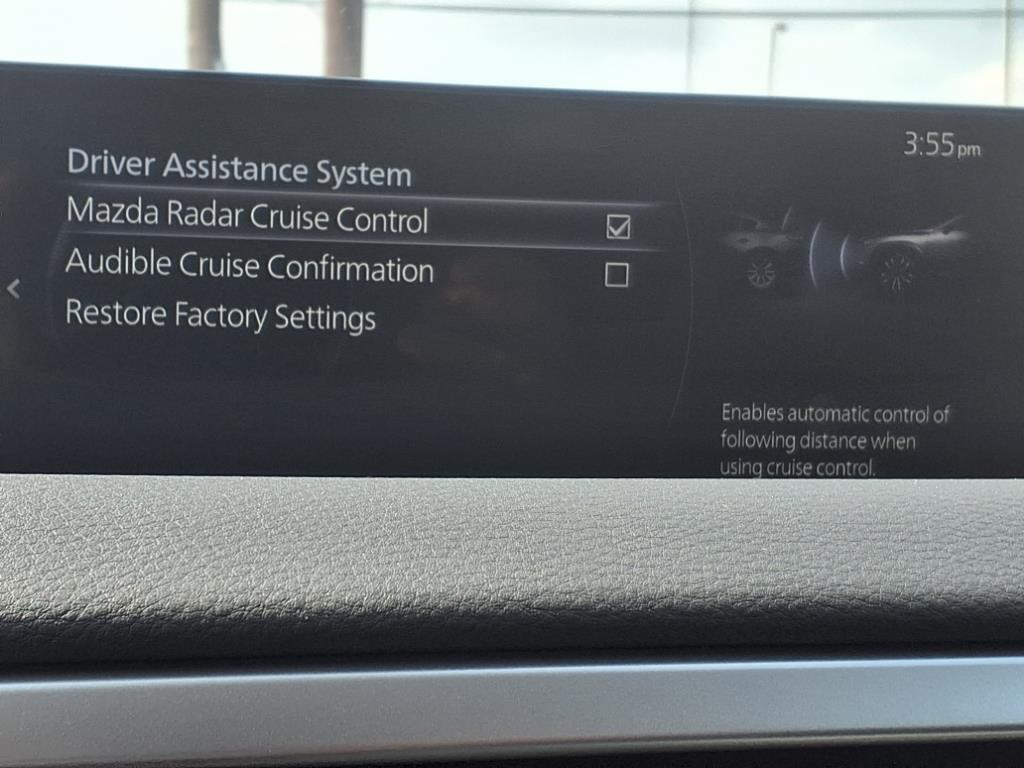 3:55pm
Driver Assistance System
Mazda Radar Cruise Control
Audible Cruise Confirmation
Restore Factory Settings
Enables automatic control of
following distance when
using cruise control.